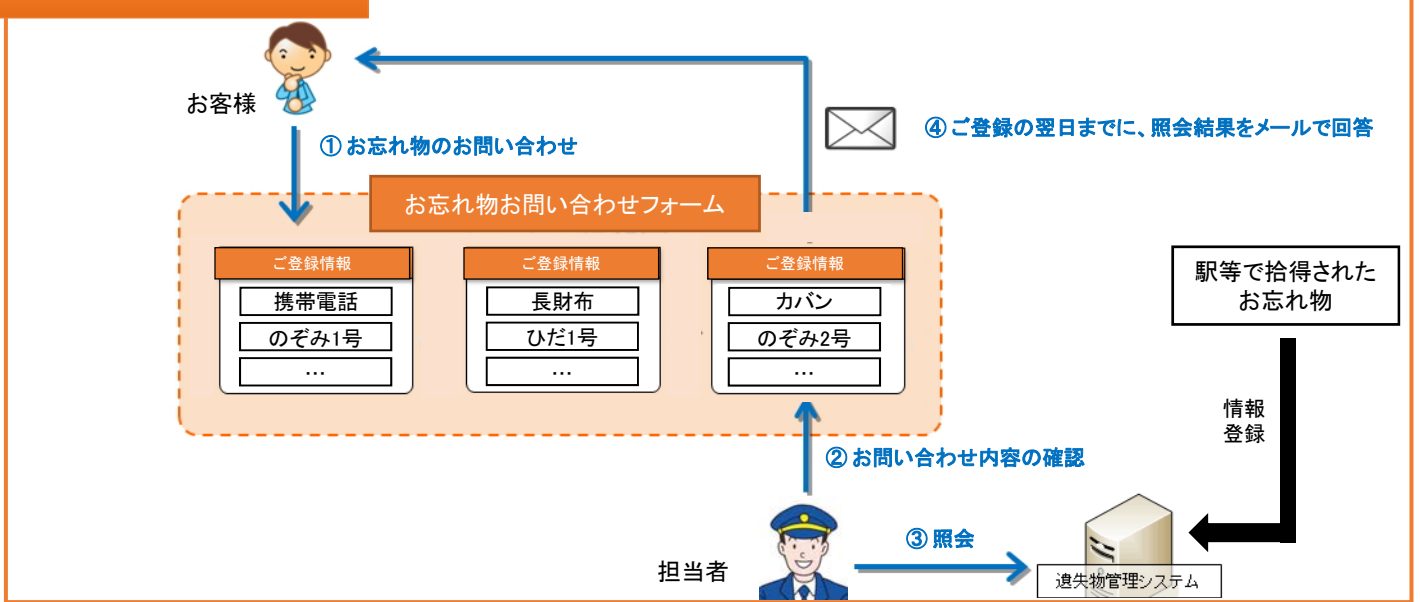 お客様
① お忘れ物のお問い合わせ
④ ご登録の翌日までに、照会結果をメールで回答
お忘れ物お問い合わせフォーム
ご登録情報
携帯電話
のぞみ1号
…
ご登録情報
長財布
ひだ1号
…
ご登録情報
カバン
のぞみ2号
…
駅等で拾得された
お忘れ物
情報
登録
② お問い合わせ内容の確認
担当者
③ 照会
遺失物管理システム